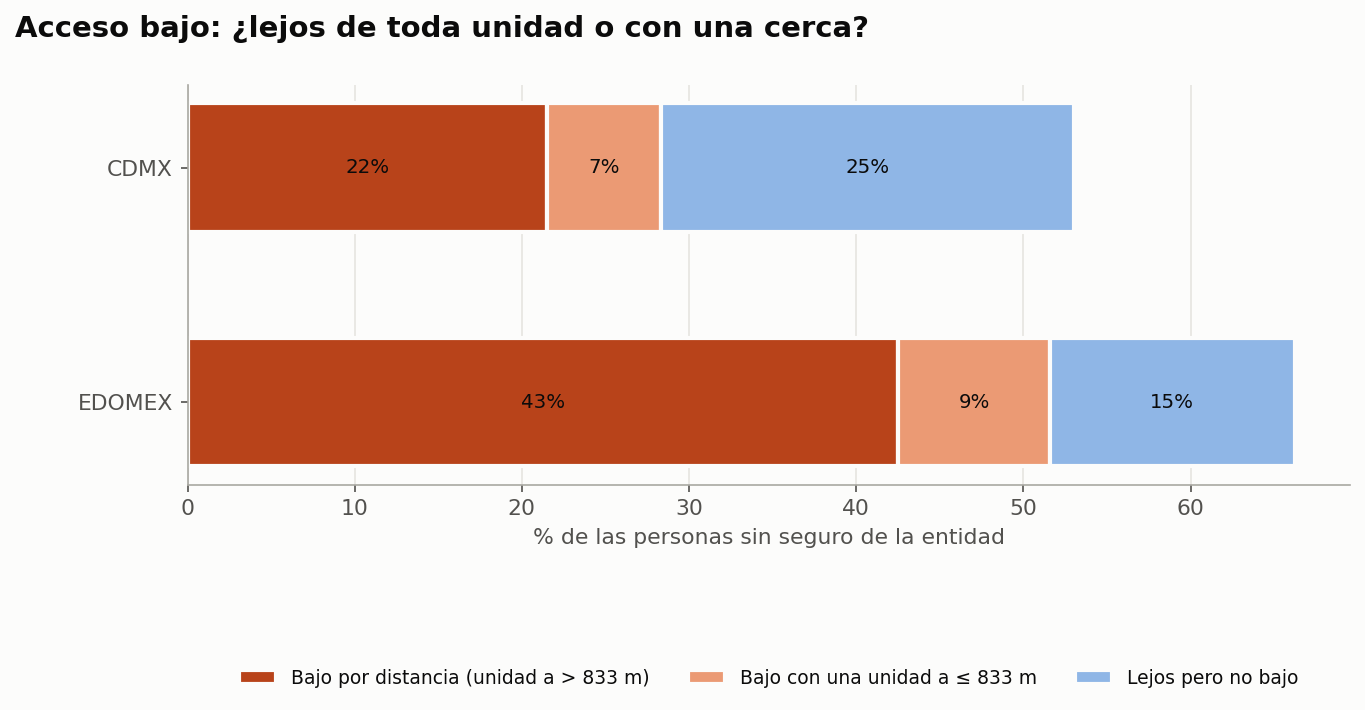 Acceso bajo: ¿lejos de toda unidad o con una cerca?
CDMX
22%
7%
25%
EDOMEX
43%
9%
15%
0 10 20 30 40 50 60
% de las personas sin seguro de la entidad
Bajo por distancia (unidad a > 833 m) Bajo con una unidad a ≤ 833 m Lejos pero no bajo